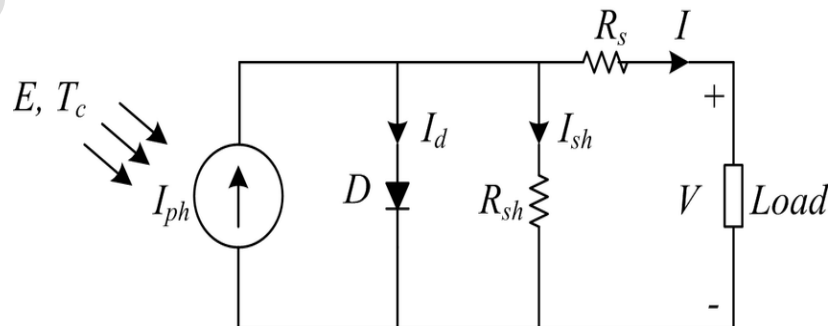 R_s I
E, T_c
+
I_d I_sh
I_ph D R_sh V Load
-